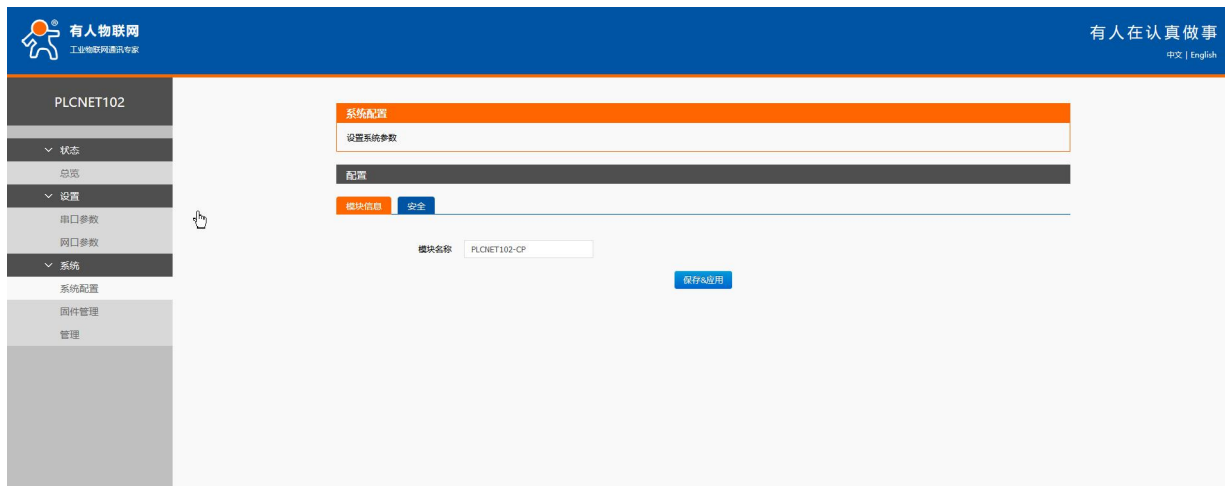 有人物联网
工业物联网通讯专家
有人在认真做事
中文 | English
PLCNET102
状态
总览
设置
串口参数
网口参数
系统
系统配置
固件管理
管理
系统配置
设置系统参数
配置
模块信息 安全
模块名称 PLCNET102-CP
保存&应用